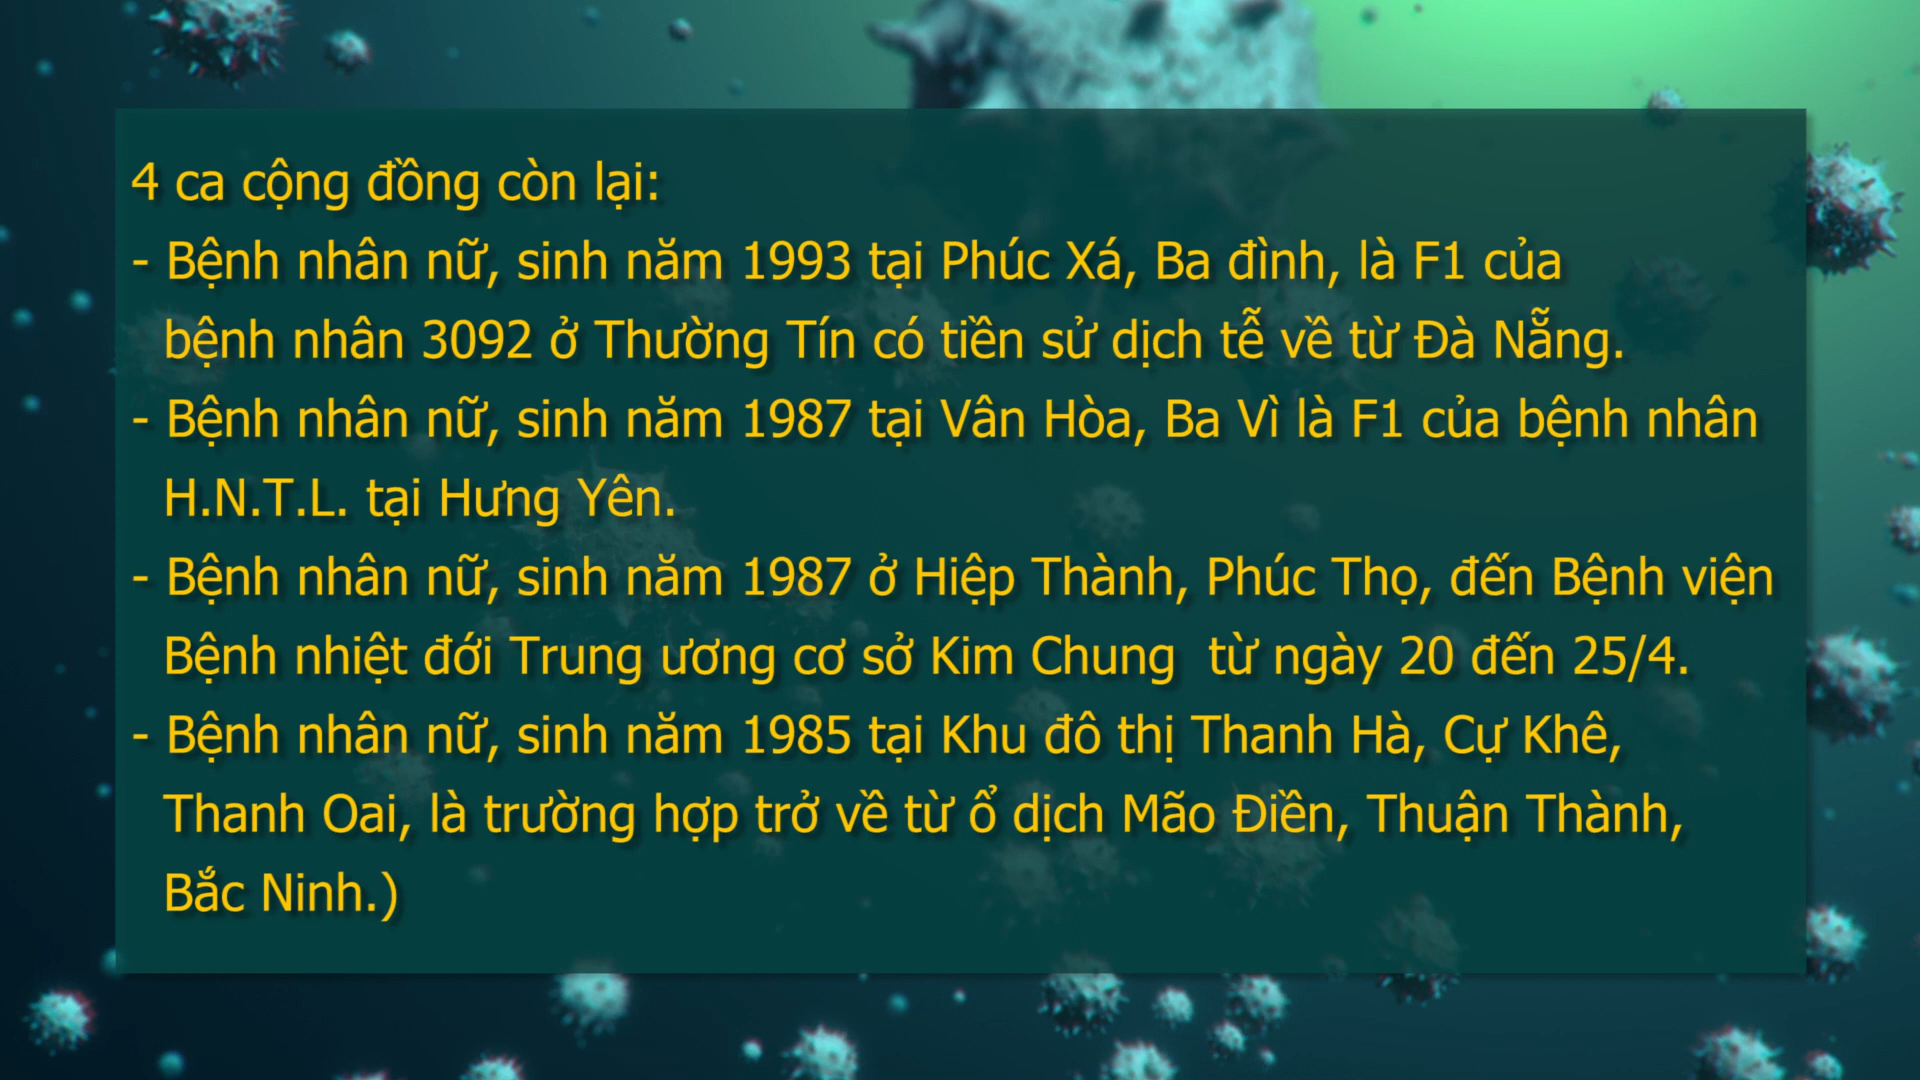 4 ca cộng đồng còn lại:
- Bệnh nhân nữ, sinh năm 1993 tại Phúc Xá, Ba đình, là F1 của
bệnh nhân 3092 ở Thường Tín có tiền sử dịch tễ về từ Đà Nẵng.
- Bệnh nhân nữ, sinh năm 1987 tại Vân Hòa, Ba Vì là F1 của bệnh nhân
H.N.T.L. tại Hưng Yên.
- Bệnh nhân nữ, sinh năm 1987 ở Hiệp Thành, Phúc Thọ, đến Bệnh viện
Bệnh nhiệt đới Trung ương cơ sở Kim Chung từ ngày 20 đến 25/4.
- Bệnh nhân nữ, sinh năm 1985 tại Khu đô thị Thanh Hà, Cự Khê,
Thanh Oai, là trường hợp trở về từ ổ dịch Mão Điền, Thuận Thành,
Bắc Ninh.)